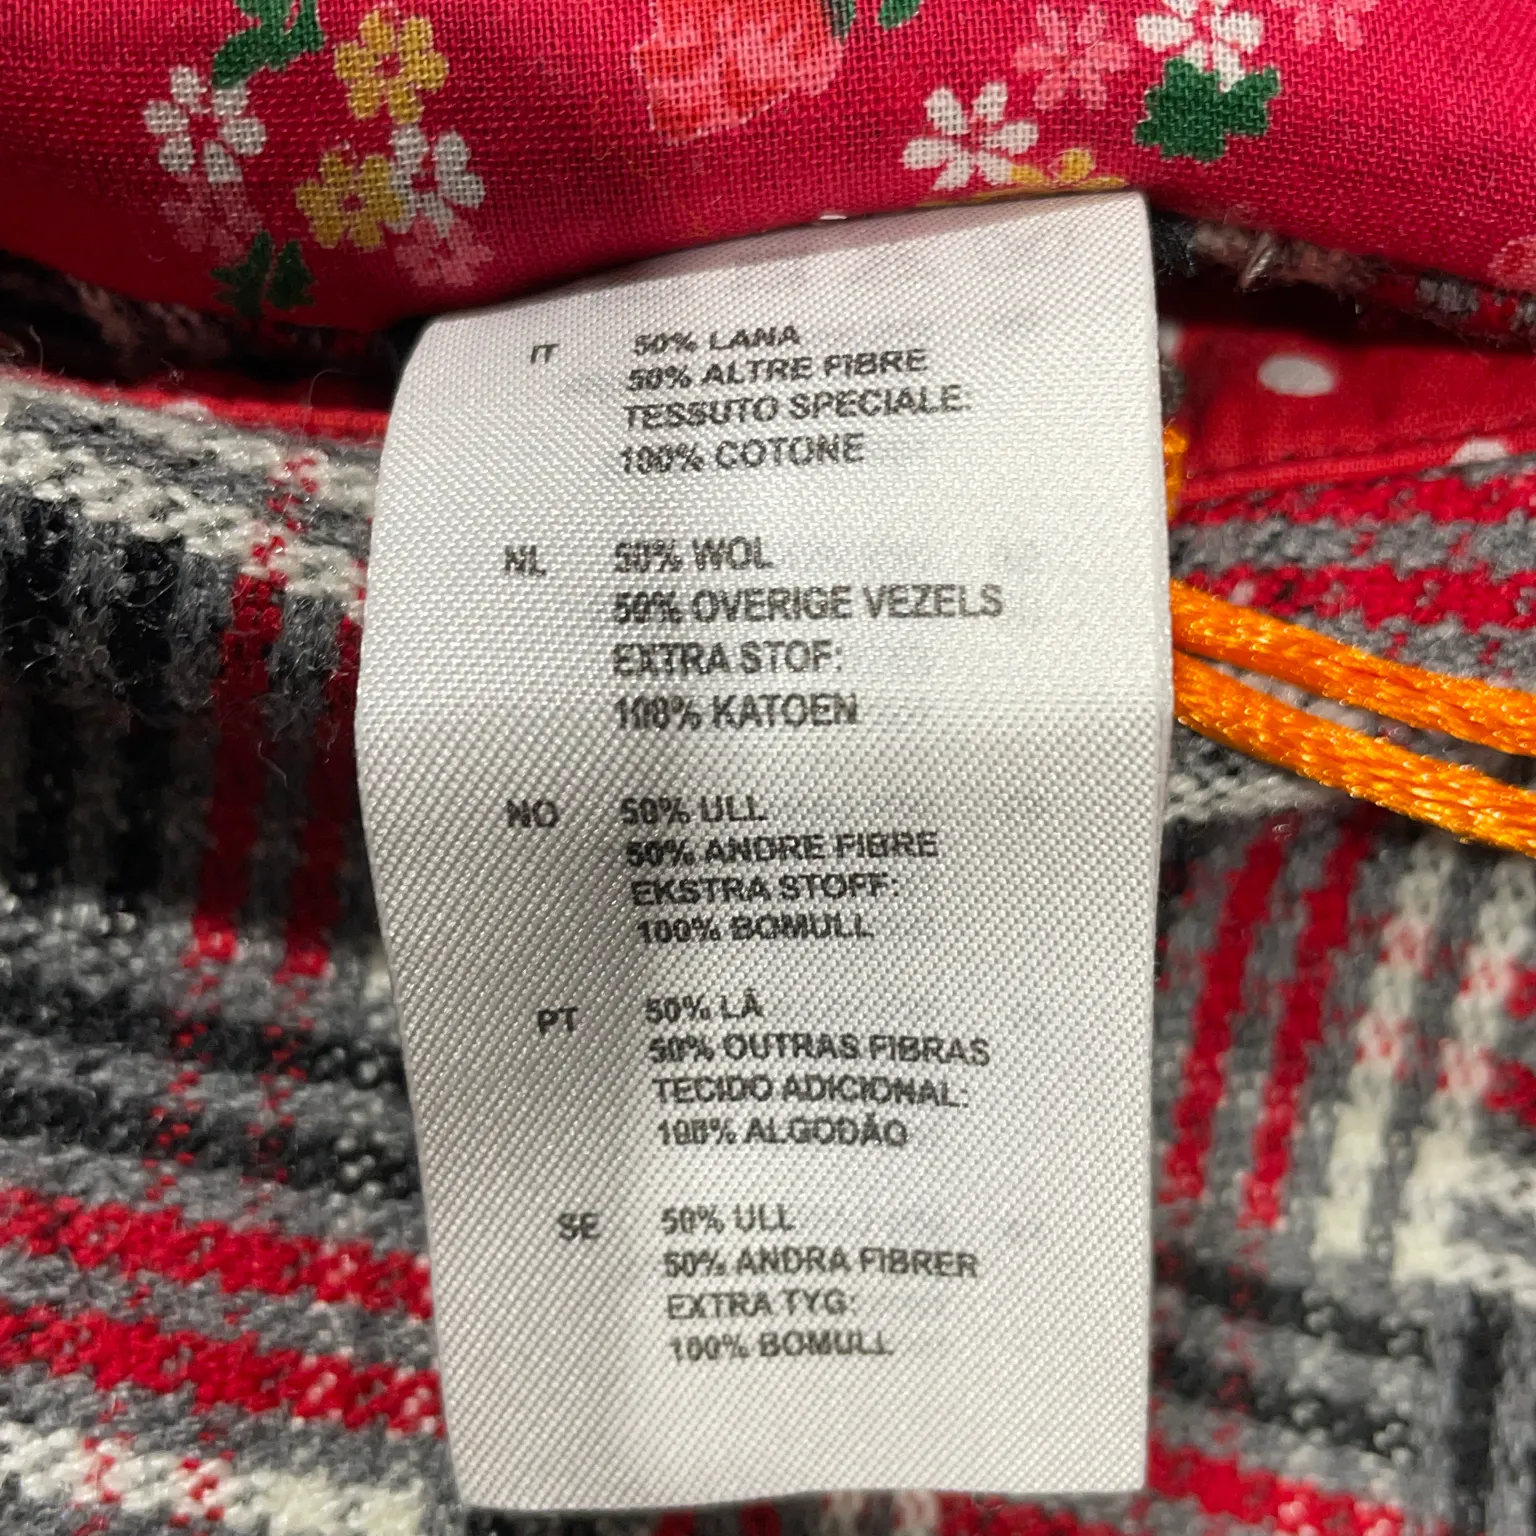 IT 50% LANA
50% ALTRE FIBRE
TESSUTO SPECIALE:
100% COTONE
NL 50% WOL
50% OVERIGE VEZELS
EXTRA STOF:
100% KATOEN
NO 50% ULL
50% ANDRE FIBRE
EKSTRA STOFF:
100% BOMULL
PT 50% LÃ
50% OUTRAS FIBRAS
TECIDO ADICIONAL:
100% ALGODÃO
SE 50% ULL
50% ANDRA FIBRER
EXTRA TYG:
100% BOMULL